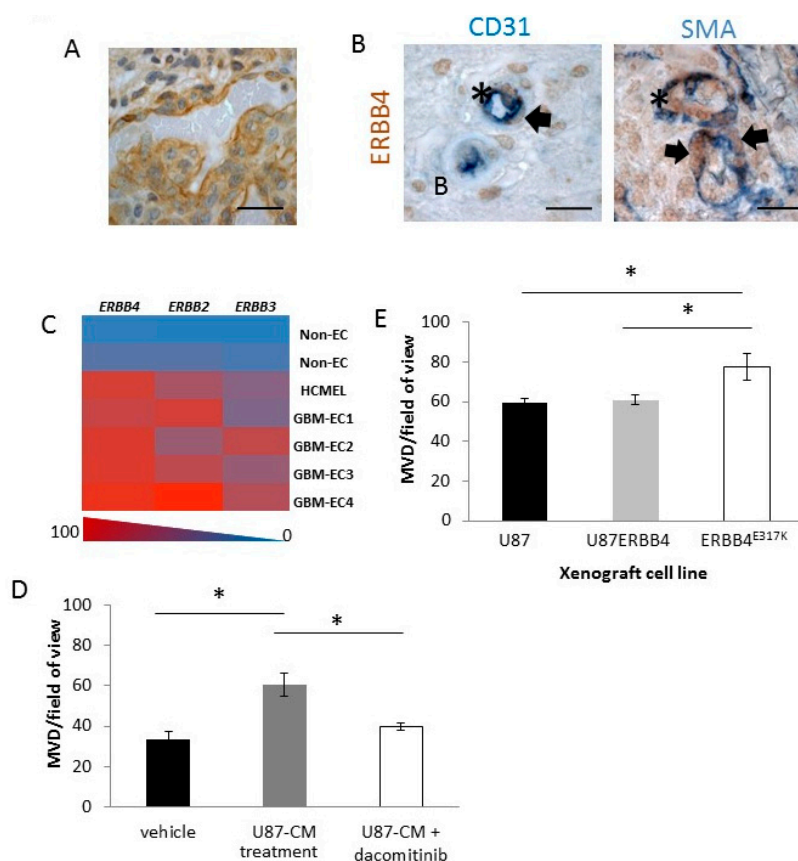 A
B
CD31
SMA
ERBB4
*
*
B
C
ERBB4 ERBB2 ERBB3
Non-EC
Non-EC
HCMEL
GBM-EC1
GBM-EC2
GBM-EC3
GBM-EC4
100 0
E
MVD/field of view
100
80
60
40
20
0
*
*
U87 U87ERBB4 ERBB4E317K
Xenograft cell line
D
MVD/field of view
100
80
60
40
20
0
*
*
vehicle
U87-CM
treatment
U87-CM +
dacomitinib